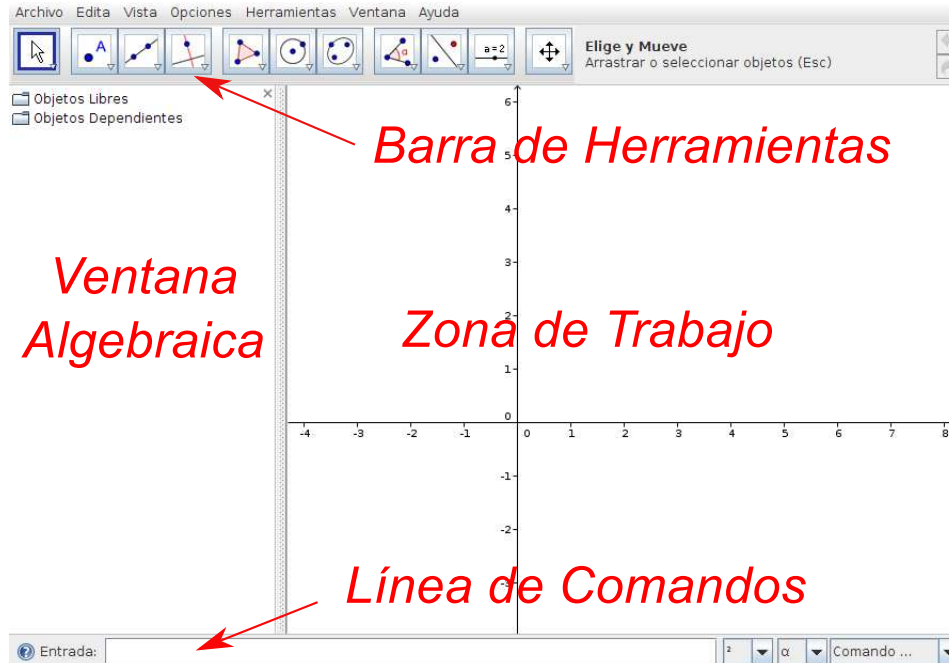 Archivo Edita Vista Opciones Herramientas Ventana Ayuda
A
α
a=2
Elige y Mueve
Arrastrar o seleccionar objetos (Esc)
Objetos Libres
Objetos Dependientes
Barra de Herramientas
Ventana
Algebraica
Zona de Trabajo
6
5
4
3
2
1
0
-4 -3 -2 -1 0 1 2 3 4 5 6 7 8
-1
-2
-3
Línea de Comandos
Entrada: ² α Comando ...